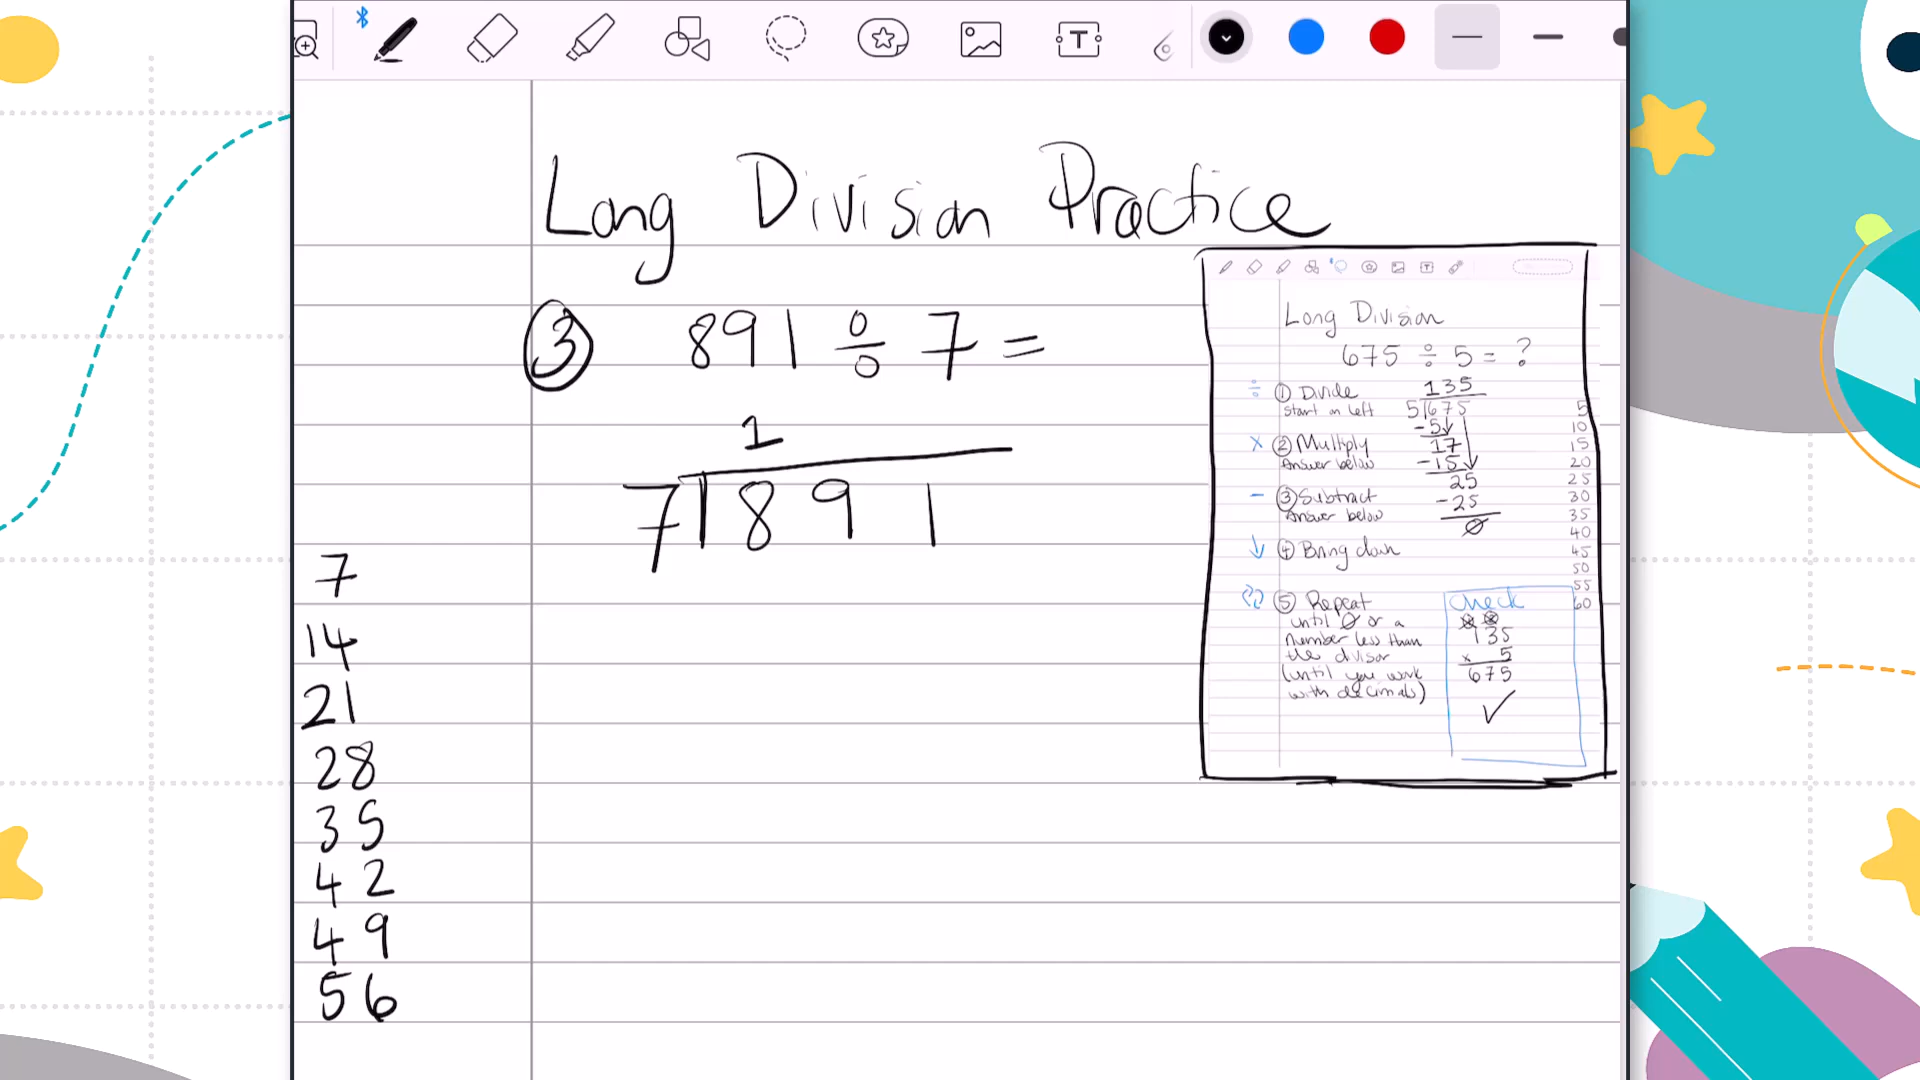 T
Long Division Practice
③ 891 ÷ 7 =
1
7 891
7
14
21
28
35
42
49
56
T
Long Division
675 ÷ 5 = ?
÷ ① Divide
Start on left
x ② Multiply
Answer below
- ③ Subtract
Answer below
↓ ④ Bring down
⑤ Repeat
until 0 or a
number less than
the divisor
(until you work
with decimals)
135
5 675
-5↓
17
-15↓
25
-25
0
5
10
15
20
25
30
35
40
45
50
55
60
Check
135
x 5
675
✓